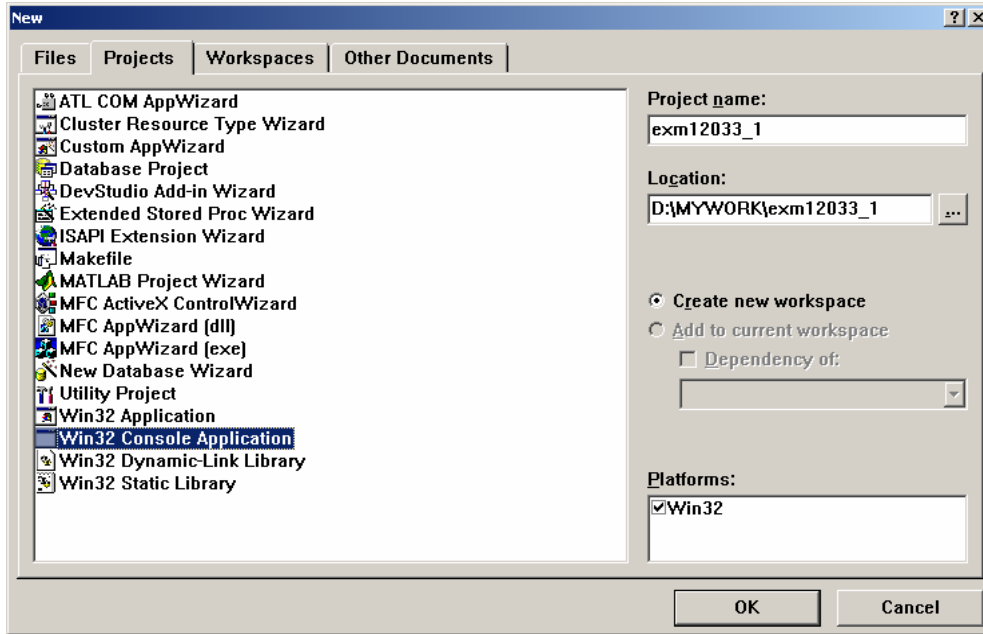 New
Files Projects Workspaces Other Documents
ATL COM AppWizard
Cluster Resource Type Wizard
Custom AppWizard
Database Project
DevStudio Add-in Wizard
Extended Stored Proc Wizard
ISAPI Extension Wizard
Makefile
MATLAB Project Wizard
MFC ActiveX ControlWizard
MFC AppWizard (dll)
MFC AppWizard (exe)
New Database Wizard
Utility Project
Win32 Application
Win32 Console Application
Win32 Dynamic-Link Library
Win32 Static Library
Project name:
exm12033_1
Location:
D:\MYWORK\exm12033_1 ...
Create new workspace
Add to current workspace
Dependency of:
Platforms:
Win32
OK Cancel